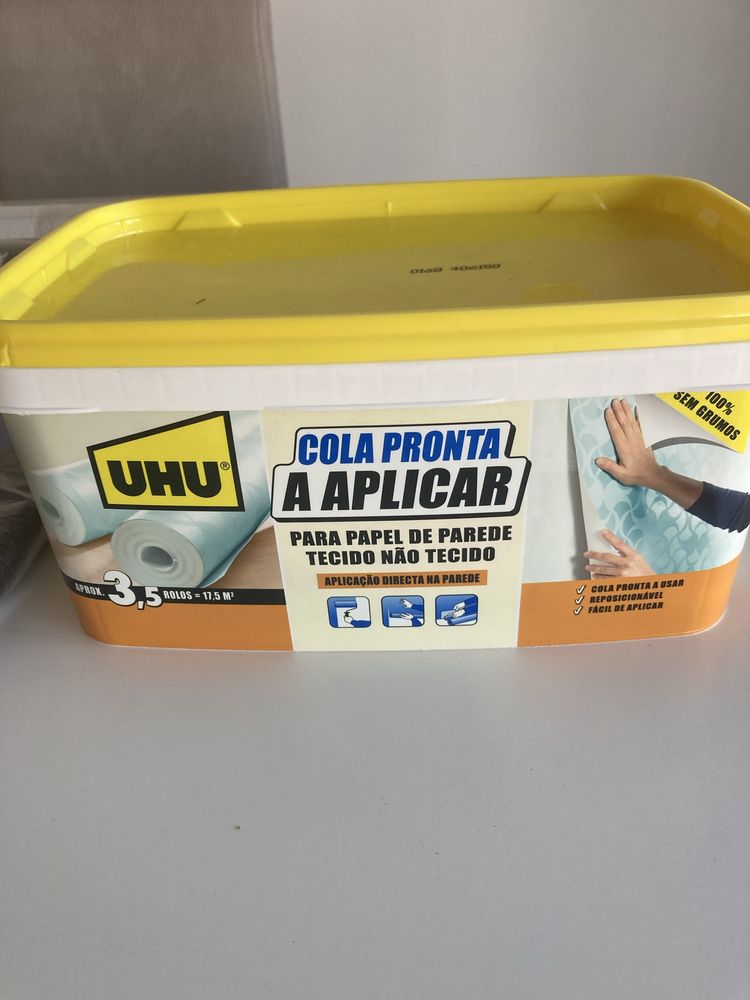 0168 406150
100%
SEM GRUMOS
UHU®
COLA PRONTA
A APLICAR
PARA PAPEL DE PAREDE
TECIDO NÃO TECIDO
APLICAÇÃO DIRECTA NA PAREDE
APROX. 3,5 ROLOS = 17,5 M²
COLA PRONTA A USAR
REPOSICIONÁVEL
FÁCIL DE APLICAR